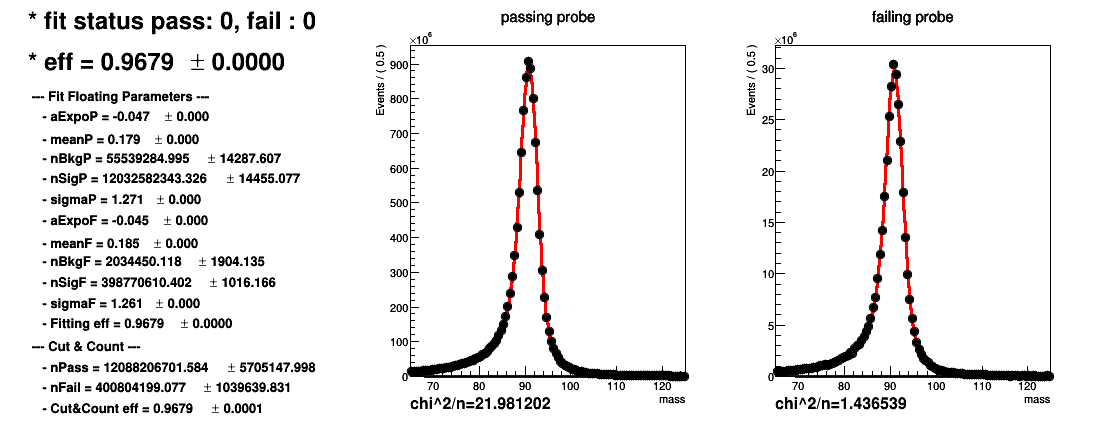 * fit status pass: 0, fail : 0
* eff = 0.9679 ± 0.0000
--- Fit Floating Parameters ---
- aExpoP = -0.047 ± 0.000
- meanP = 0.179 ± 0.000
- nBkgP = 55539284.995 ± 14287.607
- nSigP = 12032582343.326 ± 14455.077
- sigmaP = 1.271 ± 0.000
- aExpoF = -0.045 ± 0.000
- meanF = 0.185 ± 0.000
- nBkgF = 2034450.118 ± 1904.135
- nSigF = 398770610.402 ± 1016.166
- sigmaF = 1.261 ± 0.000
- Fitting eff = 0.9679 ± 0.0000
--- Cut & Count ---
- nPass = 12088206701.584 ± 5705147.998
- nFail = 400804199.077 ± 1039639.831
- Cut&Count eff = 0.9679 ± 0.0001
passing probe
×10^6
Events / ( 0.5 )
900
800
700
600
500
400
300
200
100
0
70 80 90 100 110 120
mass
chi^2/n=21.981202
failing probe
×10^6
Events / ( 0.5 )
30
25
20
15
10
5
0
70 80 90 100 110 120
mass
chi^2/n=1.436539